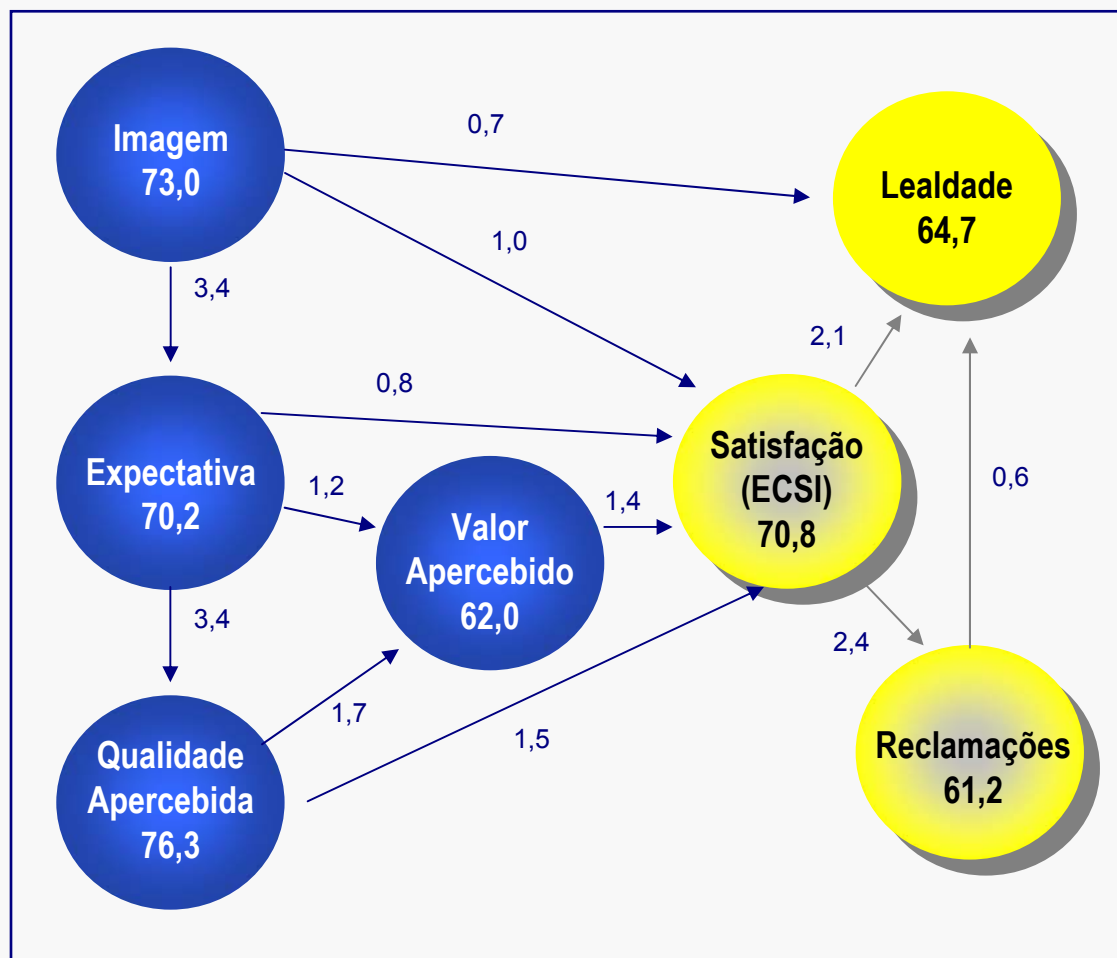 Imagem
73,0
0,7
Lealdade
64,7
1,0
3,4
2,1
0,8
Expectativa
70,2
1,2
Valor
Apercebido
62,0
1,4
Satisfação
(ECSI)
70,8
0,6
3,4
2,4
1,7
1,5
Qualidade
Apercebida
76,3
Reclamações
61,2